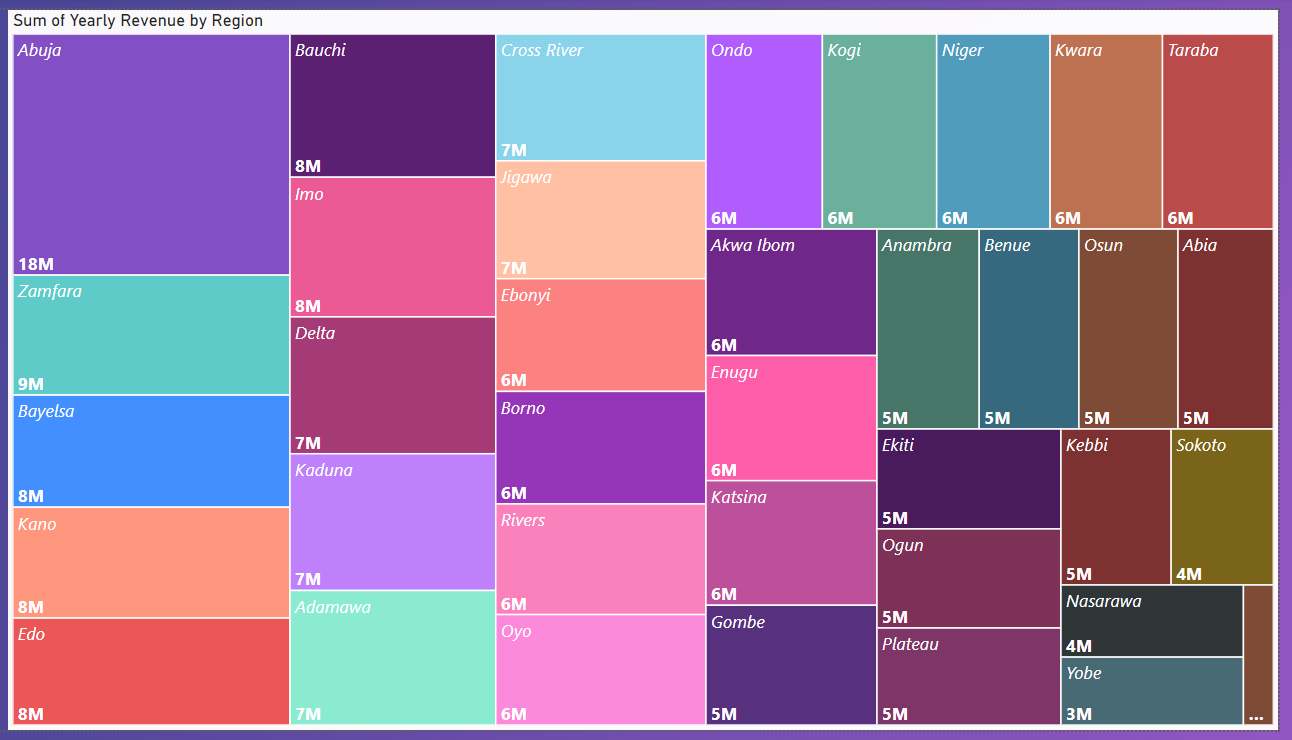 Sum of Yearly Revenue by Region
Abuja
18M
Zamfara
9M
Bayelsa
8M
Kano
8M
Edo
8M
Bauchi
8M
Imo
8M
Delta
7M
Kaduna
7M
Adamawa
7M
Cross River
7M
Jigawa
7M
Ebonyi
6M
Borno
6M
Rivers
6M
Oyo
6M
Ondo
6M
Kogi
6M
Niger
6M
Kwara
6M
Taraba
6M
Akwa Ibom
6M
Enugu
6M
Katsina
6M
Gombe
5M
Anambra
5M
Benue
5M
Osun
5M
Abia
5M
Ekiti
5M
Ogun
5M
Plateau
5M
Kebbi
5M
Sokoto
4M
Nasarawa
4M
Yobe
3M
...